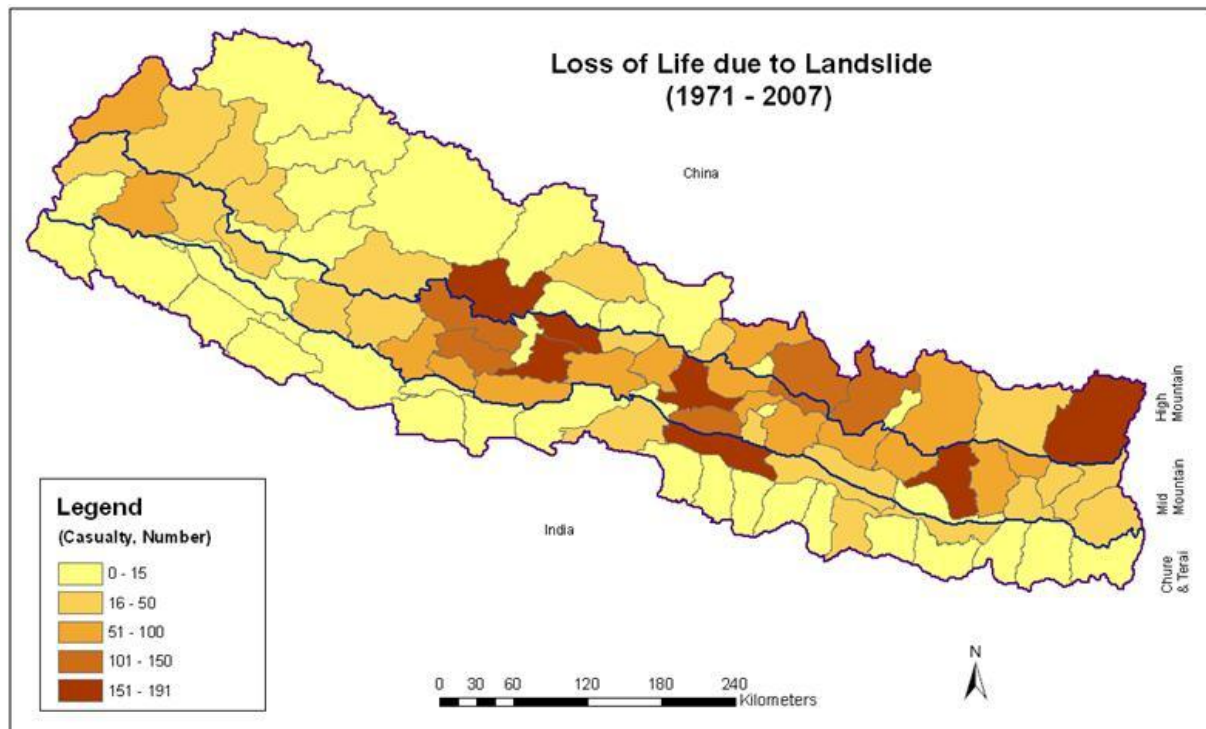 Loss of Life due to Landslide
(1971 - 2007)
China
High
Mountain
Mid
Mountain
Chure
& Terai
India
Legend
(Casualty, Number)
0 - 15
16 - 50
51 - 100
101 - 150
151 - 191
N
0 15 30 60 120 180 240
Kilometers